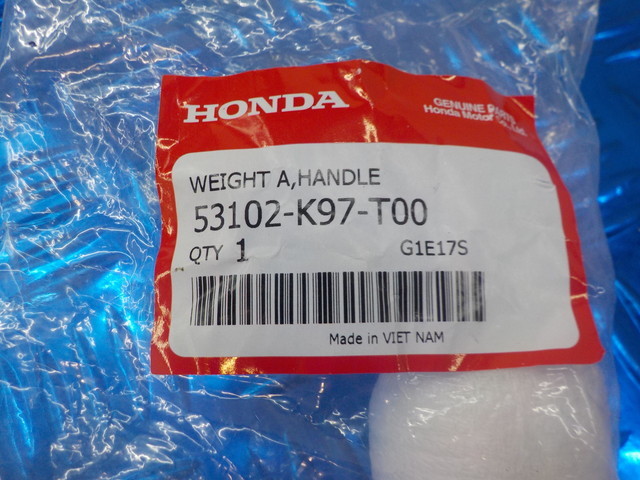 HONDA
GENUINE PARTS
Honda Motor Co., Ltd.
WEIGHT A,HANDLE
53102-K97-T00
QTY 1 G1E17S
Made in VIET NAM